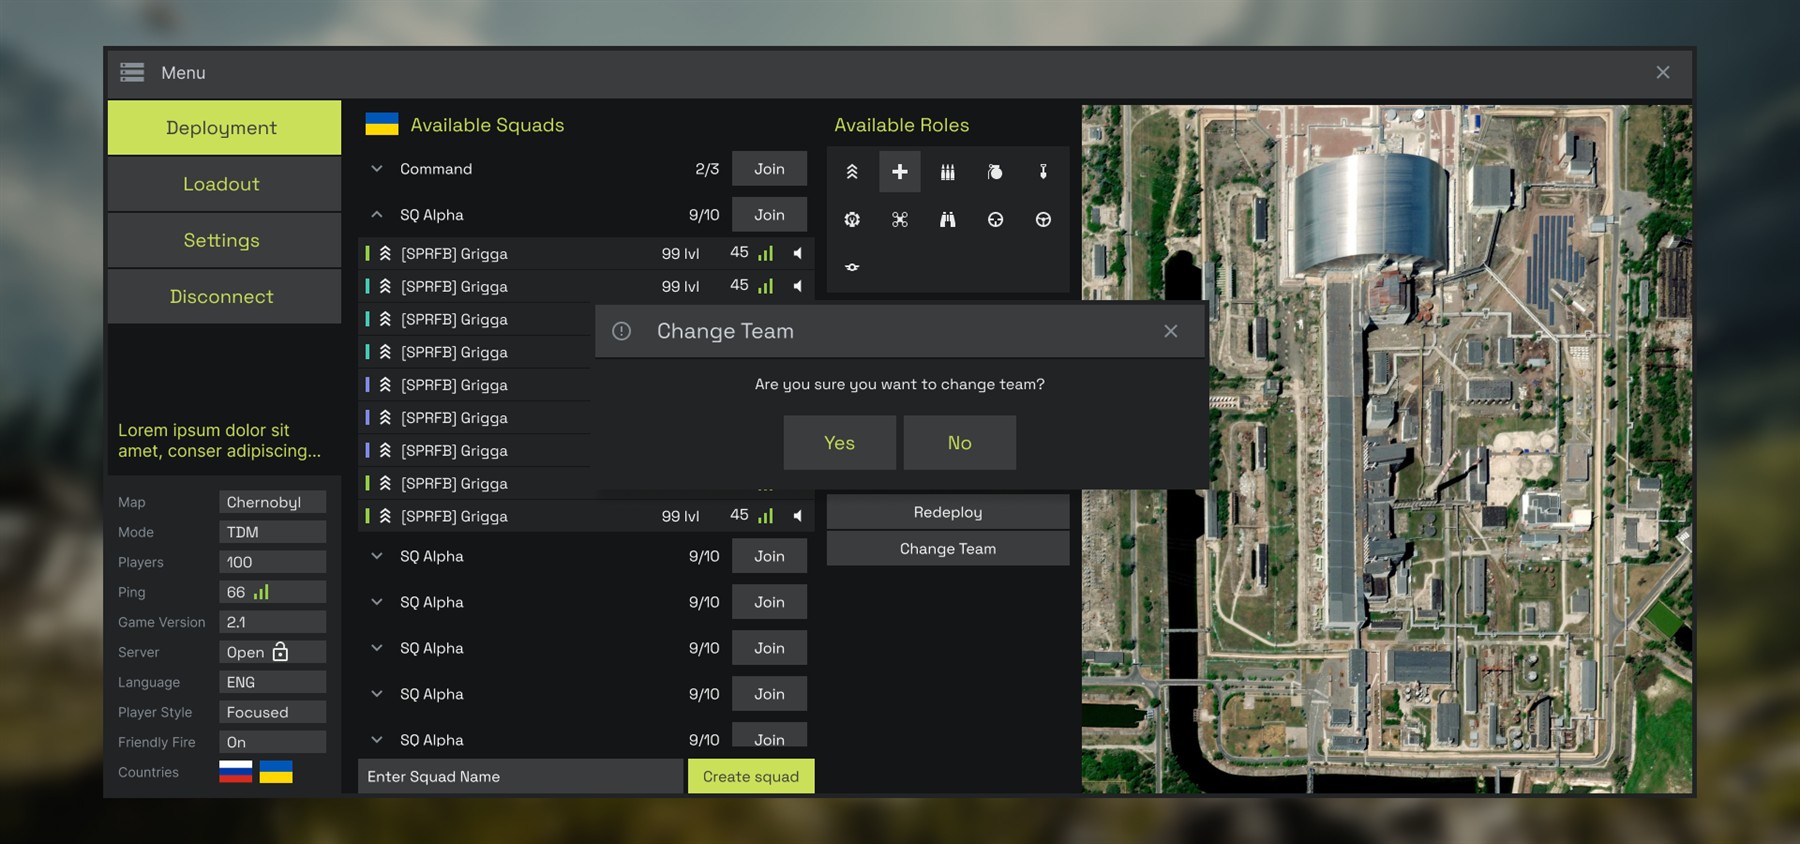 Menu
Deployment
Loadout
Settings
Disconnect
Lorem ipsum dolor sit
amet, conser adipiscing...
Map Chernobyl
Mode TDM
Players 100
Ping 66
Game Version 2.1
Server Open
Language ENG
Player Style Focused
Friendly Fire On
Countries
Available Squads
Command 2/3 Join
SQ Alpha 9/10 Join
[SPRFB] Grigga 99 lvl 45
[SPRFB] Grigga 99 lvl 45
[SPRFB] Grigga
[SPRFB] Grigga
[SPRFB] Grigga
[SPRFB] Grigga
[SPRFB] Grigga
[SPRFB] Grigga
[SPRFB] Grigga 99 lvl 45
SQ Alpha 9/10 Join
SQ Alpha 9/10 Join
SQ Alpha 9/10 Join
SQ Alpha 9/10 Join
SQ Alpha 9/10 Join
Enter Squad Name Create squad
Available Roles
Change Team
Are you sure you want to change team?
Yes No
Redeploy
Change Team